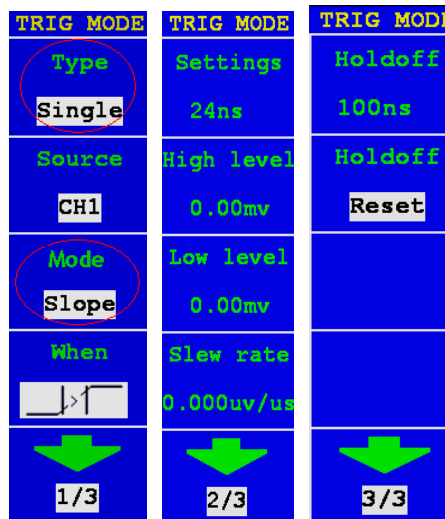 TRIG MODE
Type
Single
Source
CH1
Mode
Slope
When
1/3
TRIG MODE
Settings
24ns
High level
0.00mv
Low level
0.00mv
Slew rate
0.000uv/us
2/3
TRIG MOD
Holdoff
100ns
Holdoff
Reset
3/3